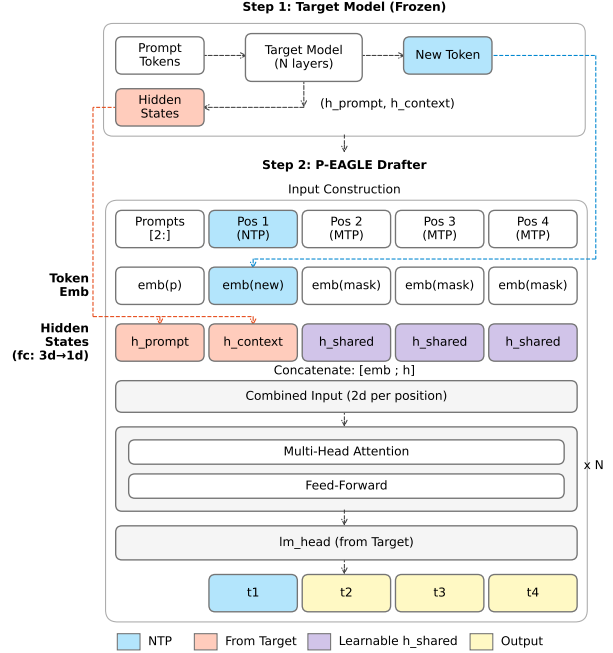 Step 1: Target Model (Frozen)
Prompt
Tokens
Target Model
(N layers)
New Token
Hidden
States
(h_prompt, h_context)
Step 2: P-EAGLE Drafter
Input Construction
Prompts
[2:]
Pos 1
(NTP)
Pos 2
(MTP)
Pos 3
(MTP)
Pos 4
(MTP)
Token
Emb
emb(p)
emb(new)
emb(mask)
emb(mask)
emb(mask)
Hidden
States
(fc: 3d→1d)
h_prompt
h_context
h_shared
h_shared
h_shared
Concatenate: [emb ; h]
Combined Input (2d per position)
Multi-Head Attention
Feed-Forward
x N
lm_head (from Target)
t1
t2
t3
t4
NTP
From Target
Learnable h_shared
Output